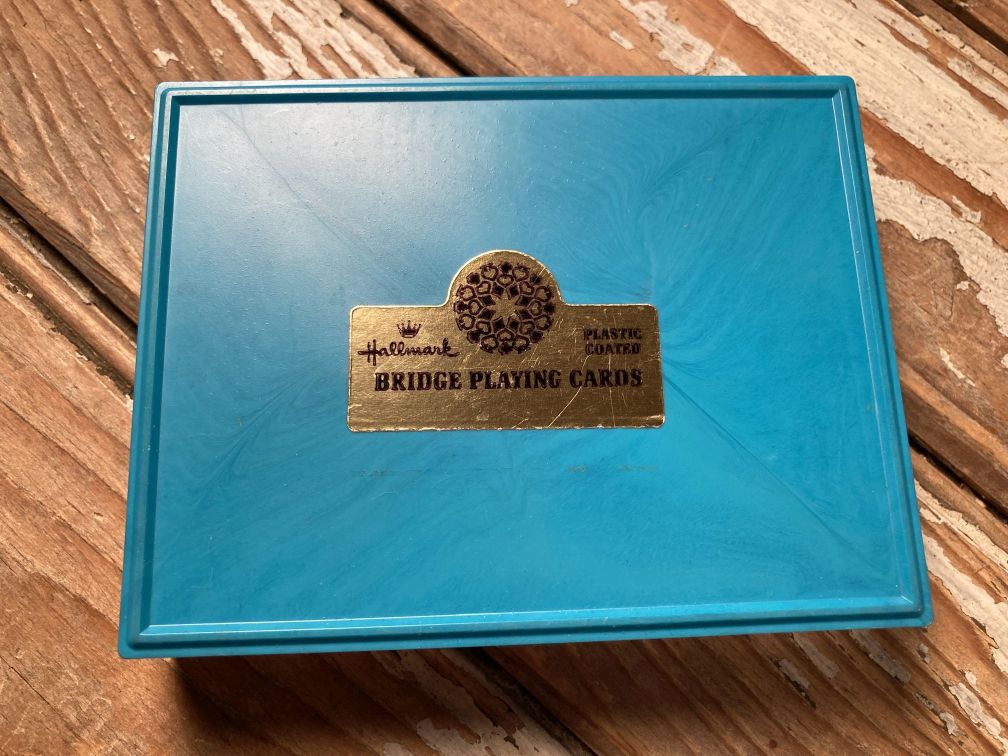 Hallmark
PLASTIC
COATED
BRIDGE PLAYING CARDS